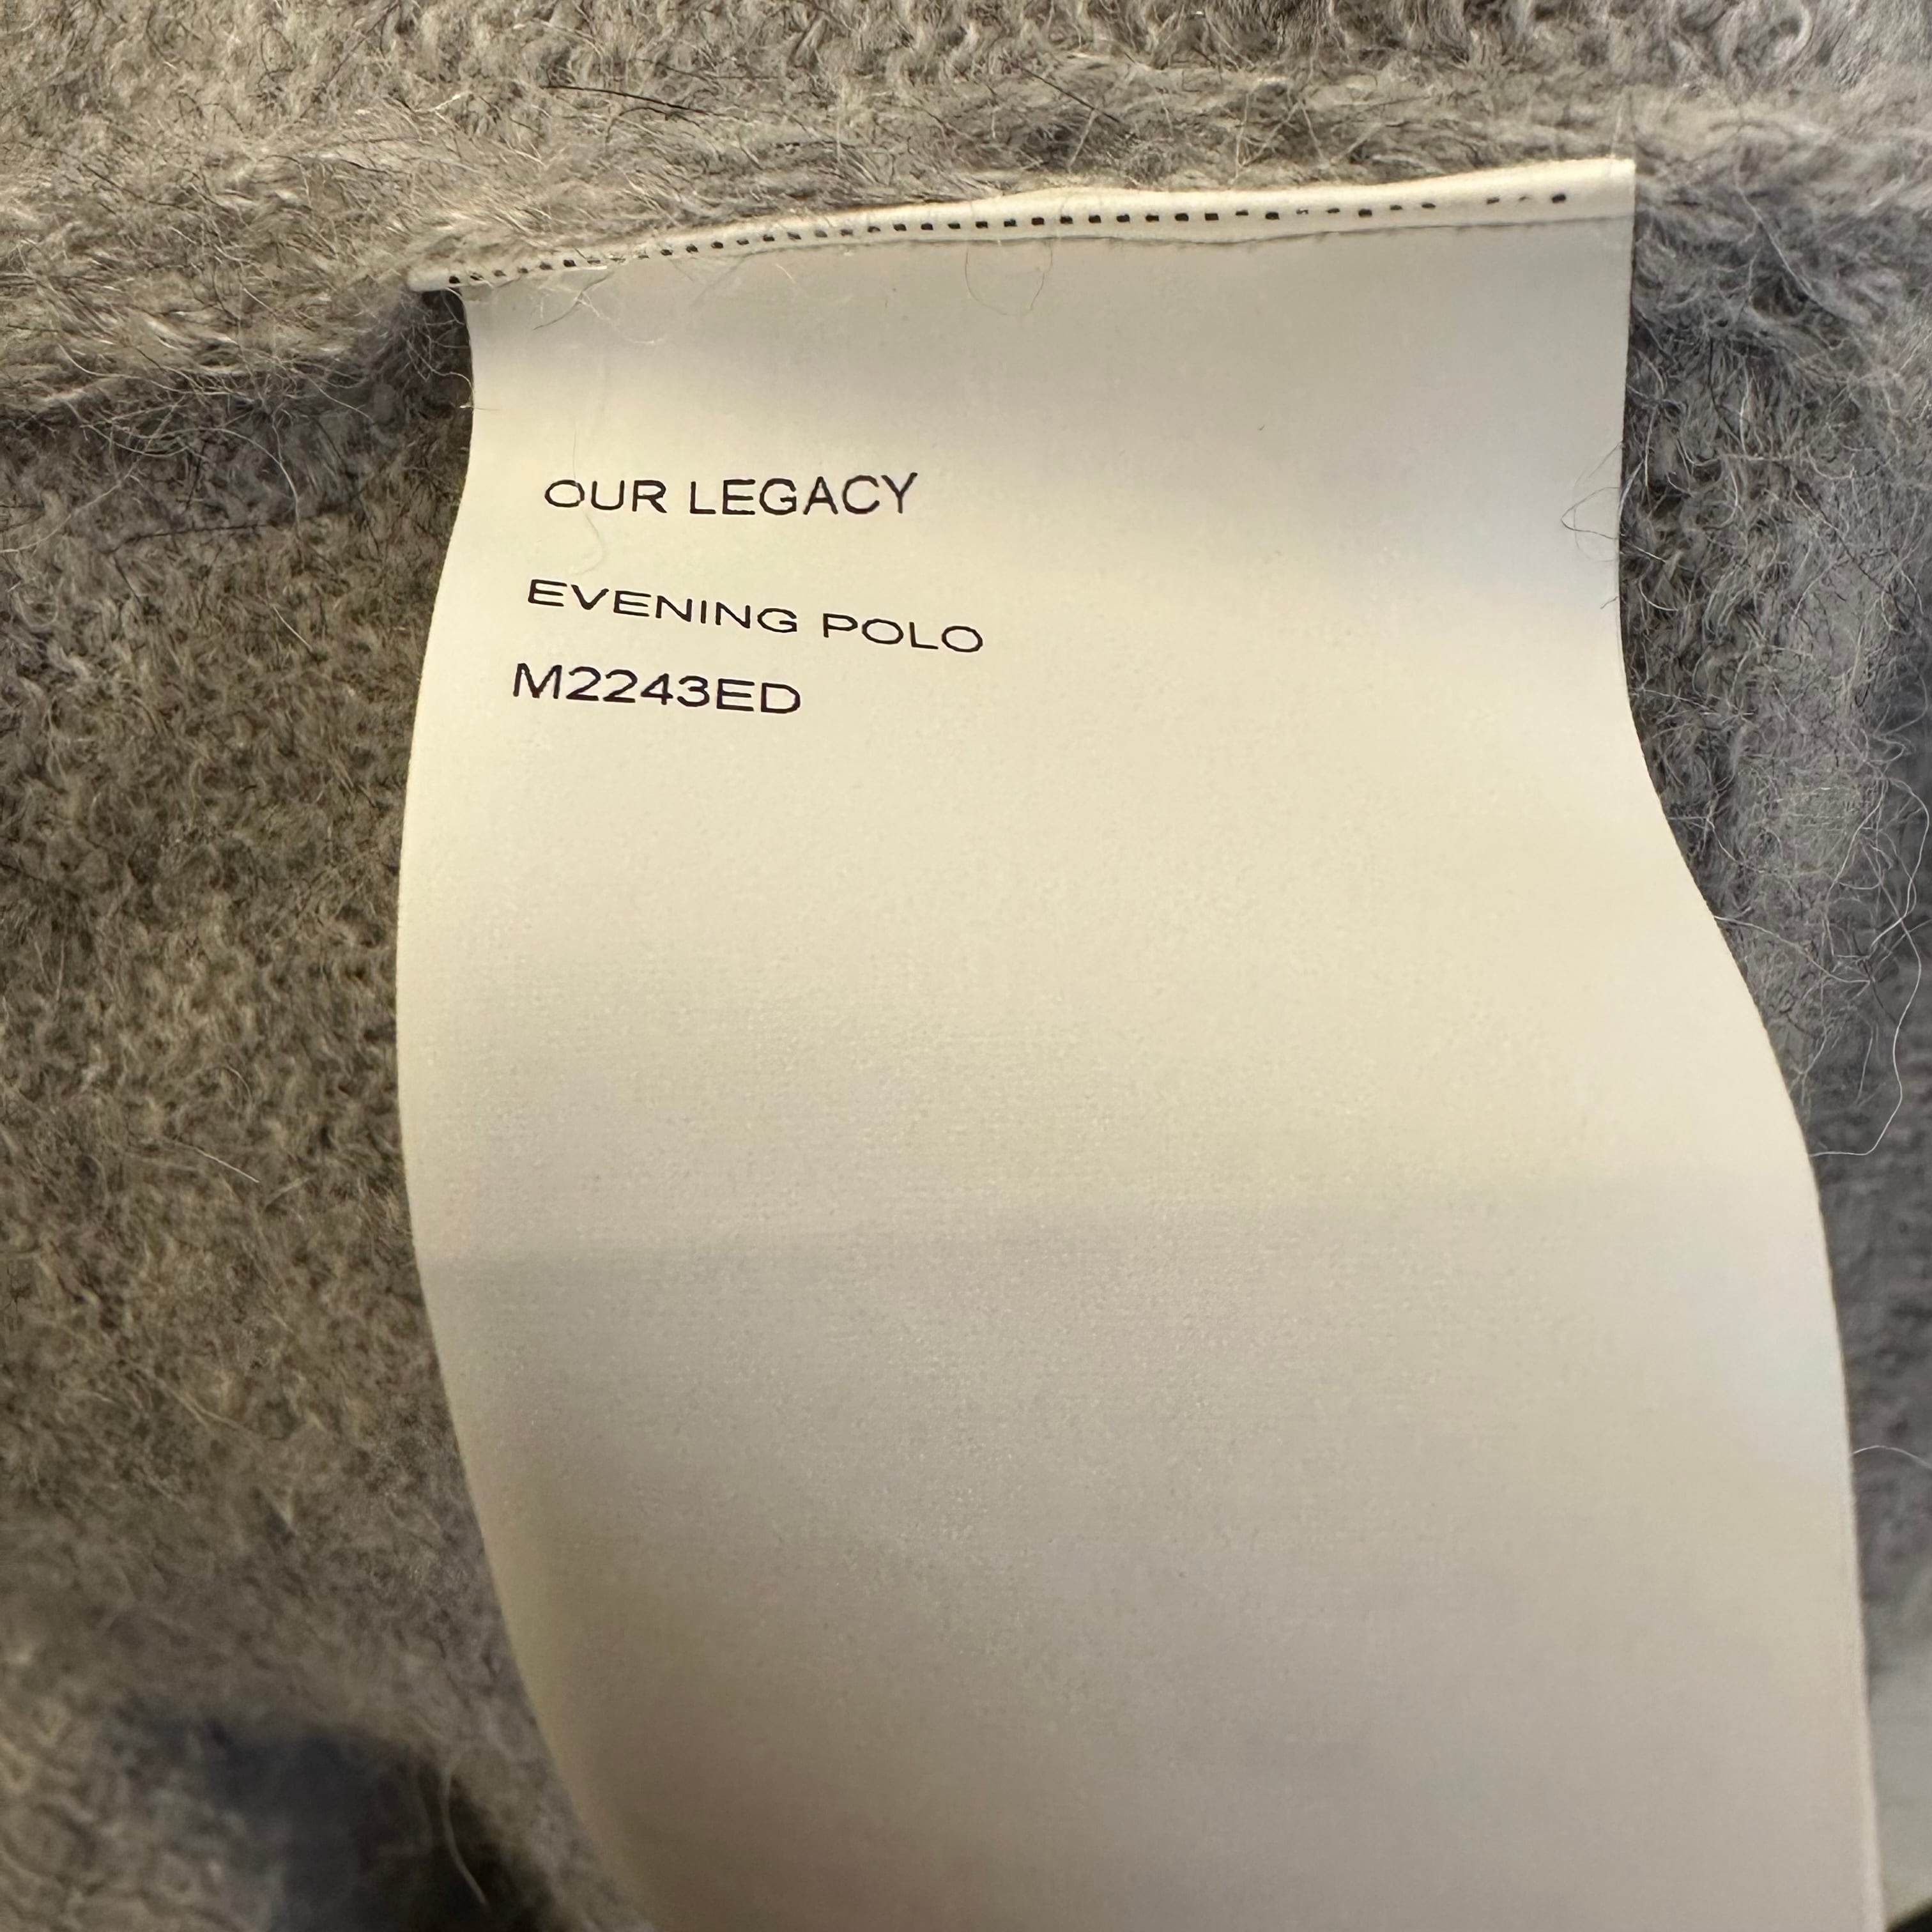 OUR LEGACY
EVENING POLO
M2243ED